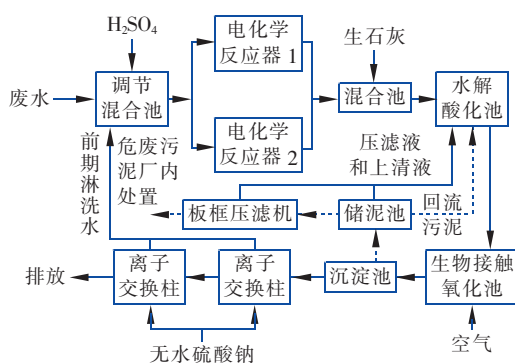 H₂SO₄
废水
调节
混合池
电化学
反应器 1
电化学
反应器 2
生石灰
混合池
水解
酸化池
前期淋洗水
危废污
泥厂内
处置
压滤液
和上清液
板框压滤机
储泥池
回流
污泥
排放
离子
交换柱
离子
交换柱
沉淀池
生物接触
氧化池
无水硫酸钠
空气